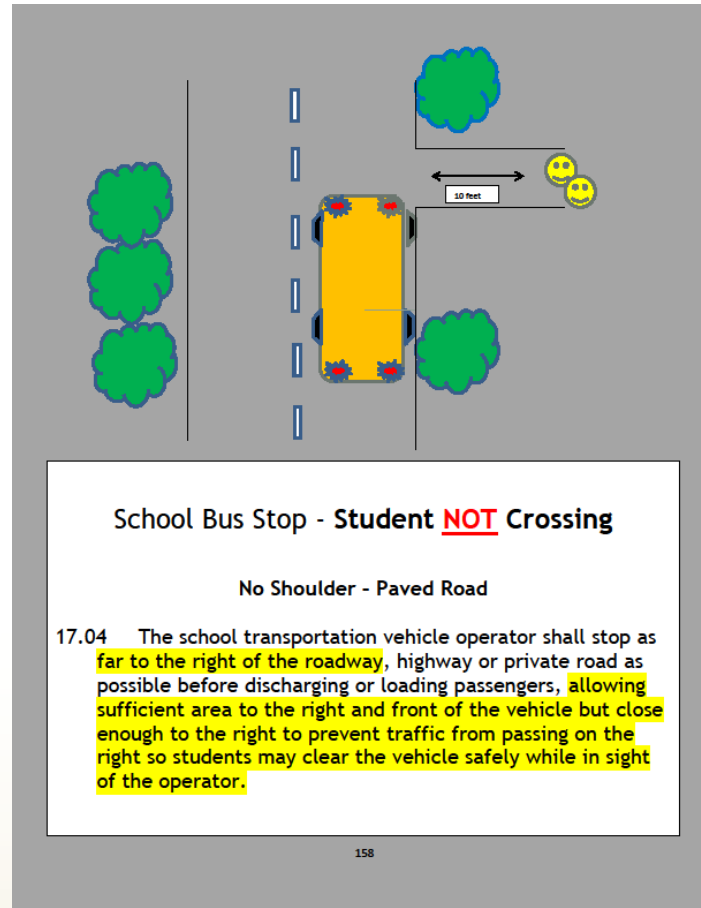 10 feet
School Bus Stop - Student NOT Crossing
No Shoulder - Paved Road
17.04 The school transportation vehicle operator shall stop as
far to the right of the roadway, highway or private road as
possible before discharging or loading passengers, allowing
sufficient area to the right and front of the vehicle but close
enough to the right to prevent traffic from passing on the
right so students may clear the vehicle safely while in sight
of the operator.
158